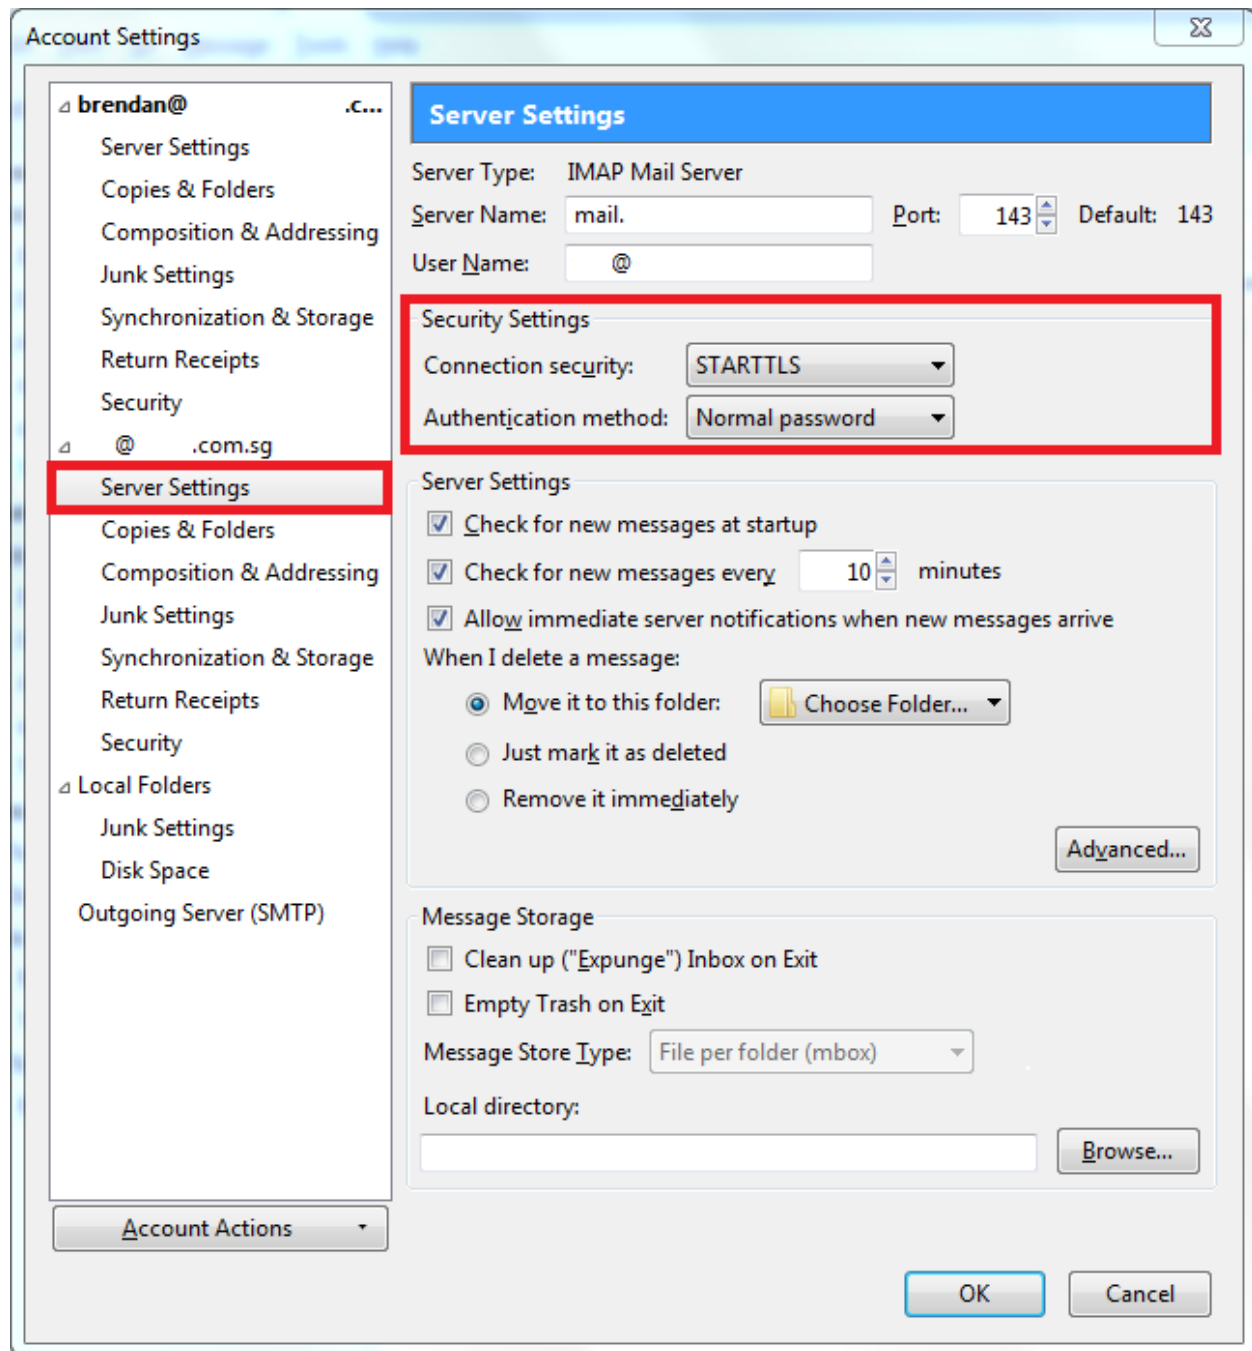 Account Settings
brendan@ .c...
Server Settings
Copies & Folders
Composition & Addressing
Junk Settings
Synchronization & Storage
Return Receipts
Security
@ .com.sg
Server Settings
Copies & Folders
Composition & Addressing
Junk Settings
Synchronization & Storage
Return Receipts
Security
Local Folders
Junk Settings
Disk Space
Outgoing Server (SMTP)
Account Actions
Server Settings
Server Type: IMAP Mail Server
Server Name: mail. Port: 143 Default: 143
User Name: @
Security Settings
Connection security: STARTTLS
Authentication method: Normal password
Server Settings
Check for new messages at startup
Check for new messages every 10 minutes
Allow immediate server notifications when new messages arrive
When I delete a message:
Move it to this folder: Choose Folder...
Just mark it as deleted
Remove it immediately
Advanced...
Message Storage
Clean up ("Expunge") Inbox on Exit
Empty Trash on Exit
Message Store Type: File per folder (mbox)
Local directory:
Browse...
OK Cancel